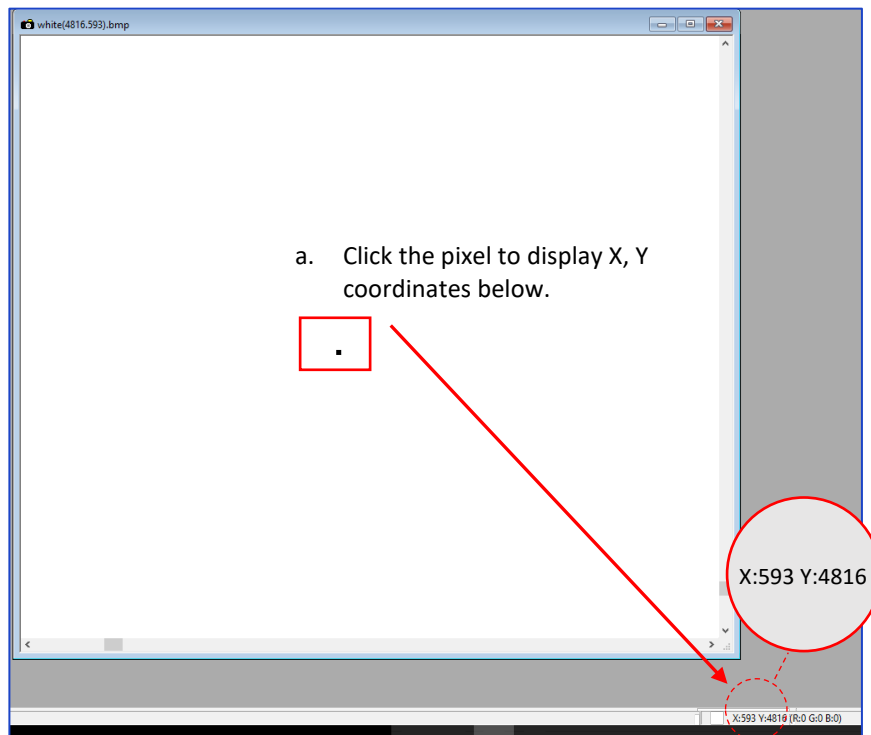 white(4816.593).bmp
a. Click the pixel to display X, Y
coordinates below.
X:593 Y:4816
X:593 Y:4816 (R:0 G:0 B:0)